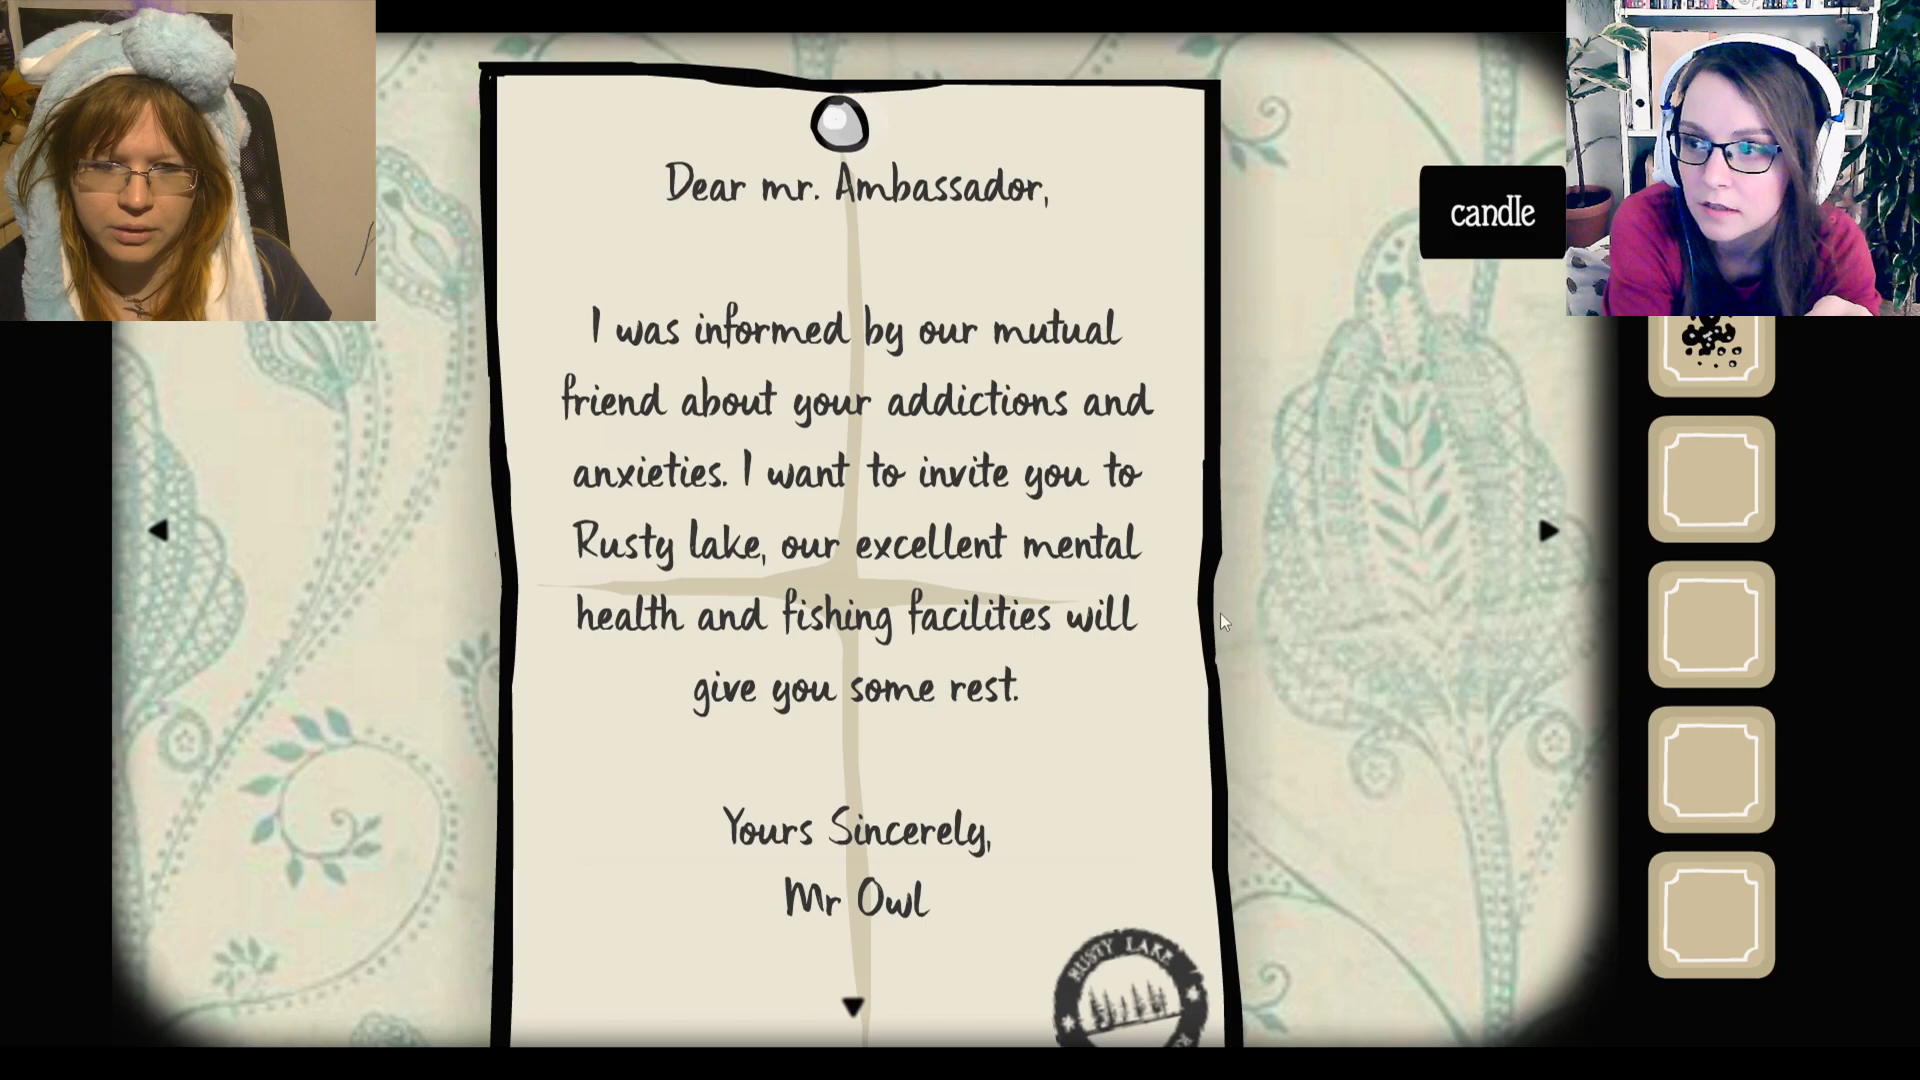 Dear mr. Ambassador,
I was informed by our mutual
friend about your addictions and
anxieties. I want to invite you to
Rusty lake, our excellent mental
health and fishing facilities will
give you some rest.
Yours Sincerely,
Mr Owl
RUSTY LAKE
candle